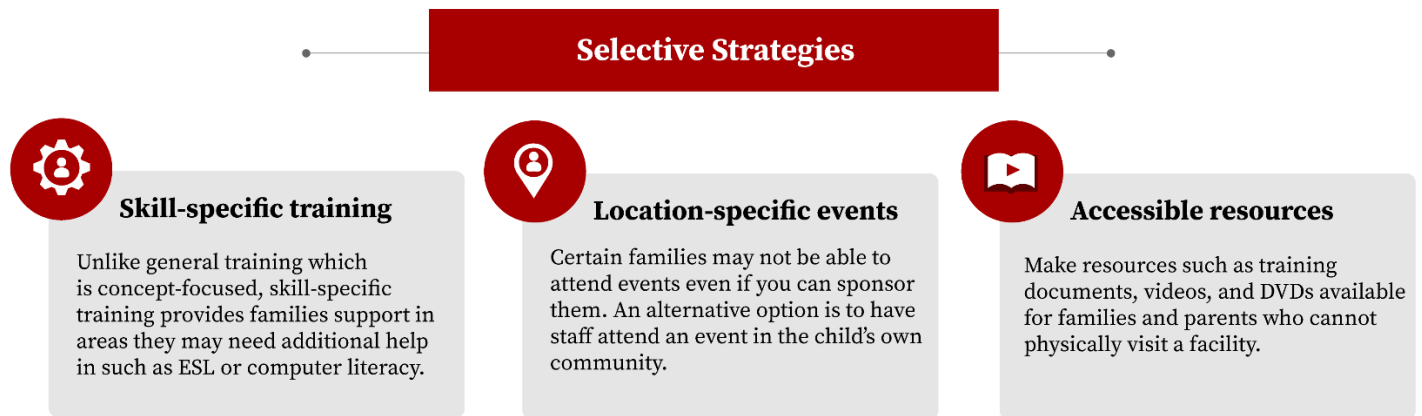 Selective Strategies
Skill-specific training
Unlike general training which
is concept-focused, skill-specific
training provides families support in
areas they may need additional help
in such as ESL or computer literacy.
Location-specific events
Certain families may not be able to
attend events even if you can sponsor
them. An alternative option is to have
staff attend an event in the child’s own
community.
Accessible resources
Make resources such as training
documents, videos, and DVDs available
for families and parents who cannot
physically visit a facility.